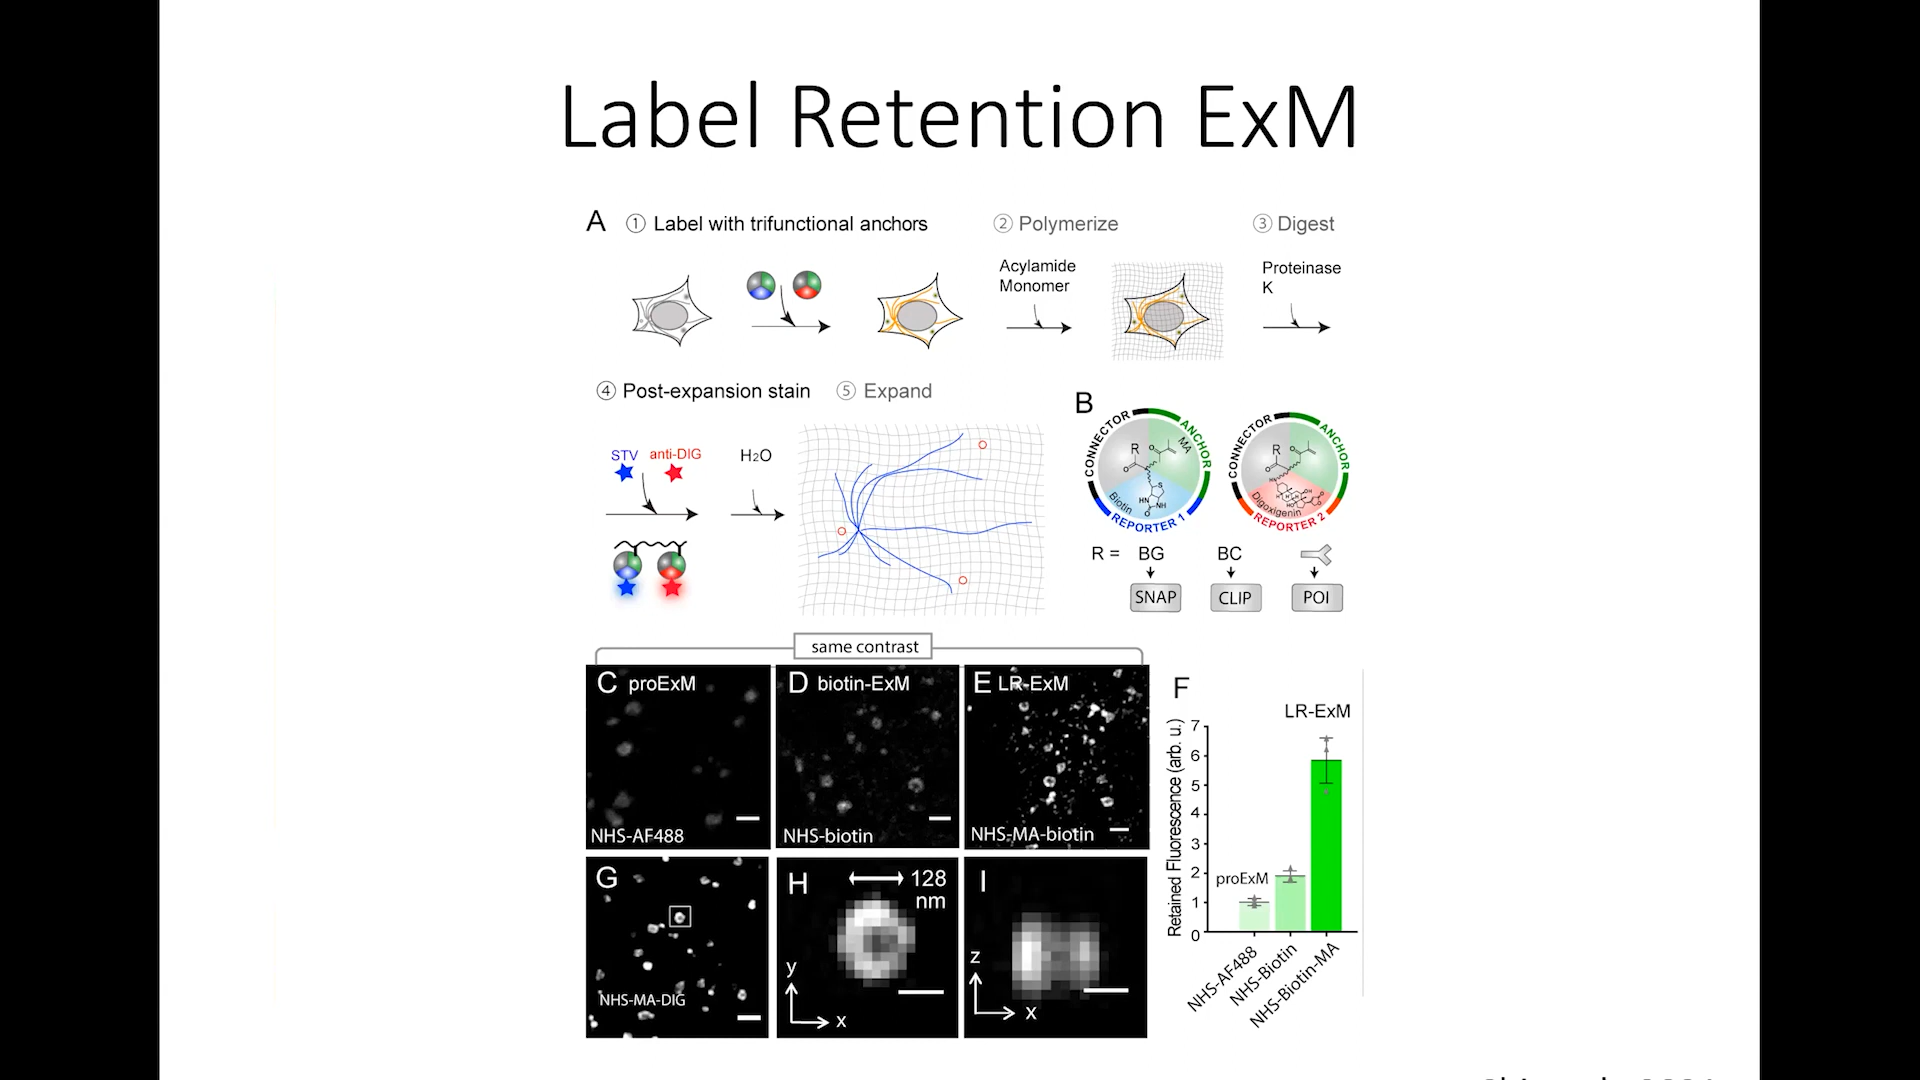 Label Retention ExM
A ① Label with trifunctional anchors ② Polymerize ③ Digest
Acylamide Monomer
Proteinase K
④ Post-expansion stain ⑤ Expand
STV anti-DIG H2O
B
CONNECTOR ANCHOR MA R O O S HN NH O Biotin REPORTER 1
CONNECTOR ANCHOR R O O Digoxigenin REPORTER 2
R = BG BC
SNAP CLIP POI
same contrast
C proExM
NHS-AF488
D biotin-ExM
NHS-biotin
E LR-ExM
NHS-MA-biotin
F
LR-ExM
Retained Fluorescence (arb. u.)
7
6
5
4
3
2
1
0
proExM
NHS-AF488
NHS-Biotin
NHS-Biotin-MA
G
NHS-MA-DIG
H 128 nm
y
x
I
z
x